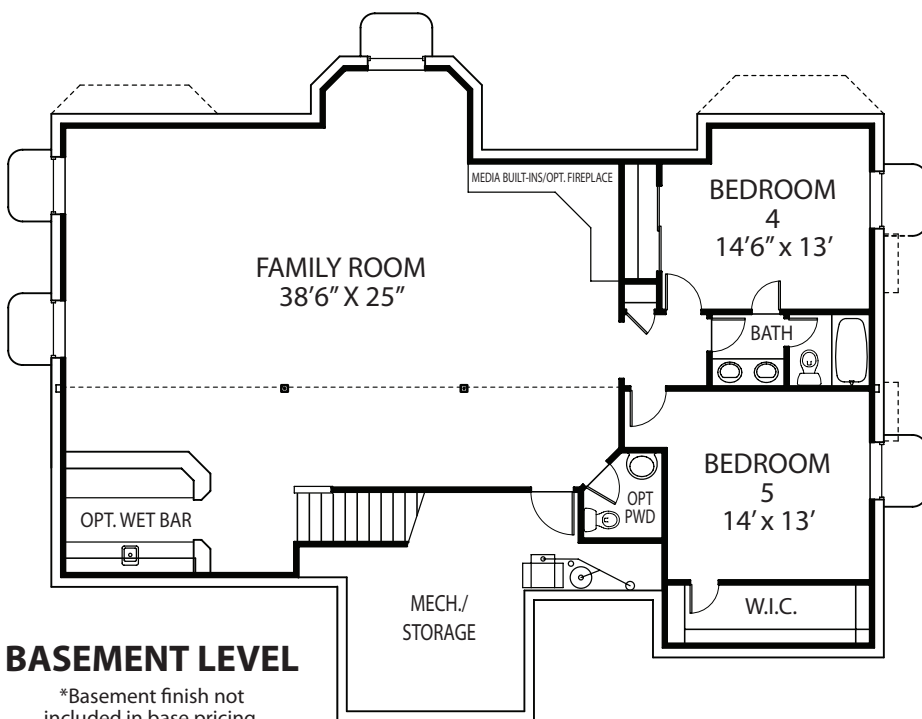 MEDIA BUILT-INS/OPT. FIREPLACE
BEDROOM
4
14’6” x 13’
FAMILY ROOM
38’6” X 25”
BATH
BEDROOM
5
14’ x 13’
OPT
PWD
OPT. WET BAR
MECH./
STORAGE
W.I.C.
BASEMENT LEVEL
*Basement finish not
included in base pricing